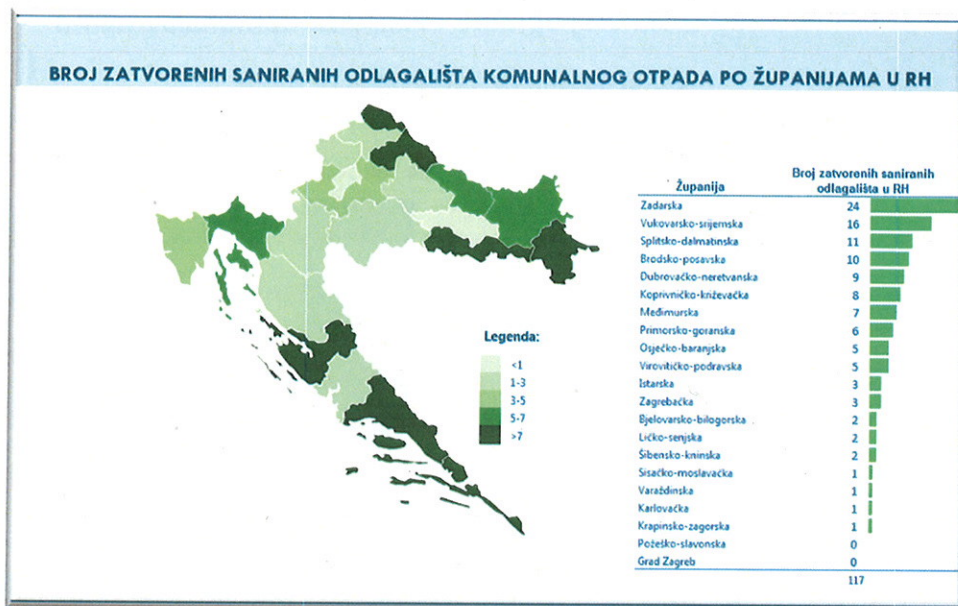 BROJ ZATVORENIH SANIRANIH ODLAGALIŠTA KOMUNALNOG OTPADA PO ŽUPANIJAMA U RH
Legenda:
<1
1-3
3-5
5-7
>7
Županija Broj zatvorenih saniranih odlagališta u RH
Zadarska 24
Vukovarsko-srijemska 16
Splitsko-dalmatinska 11
Brodsko-posavska 10
Dubrovačko-neretvanska 9
Koprivničko-križevačka 8
Međimurska 7
Primorsko-goranska 6
Osječko-baranjska 5
Virovitičko-podravska 5
Istarska 3
Zagrebačka 3
Bjelovarsko-bilogorska 2
Ličko-senjska 2
Šibensko-kninska 2
Sisačko-moslavačka 1
Varaždinska 1
Karlovačka 1
Krapinsko-zagorska 1
Požeško-slavonska 0
Grad Zagreb 0
117